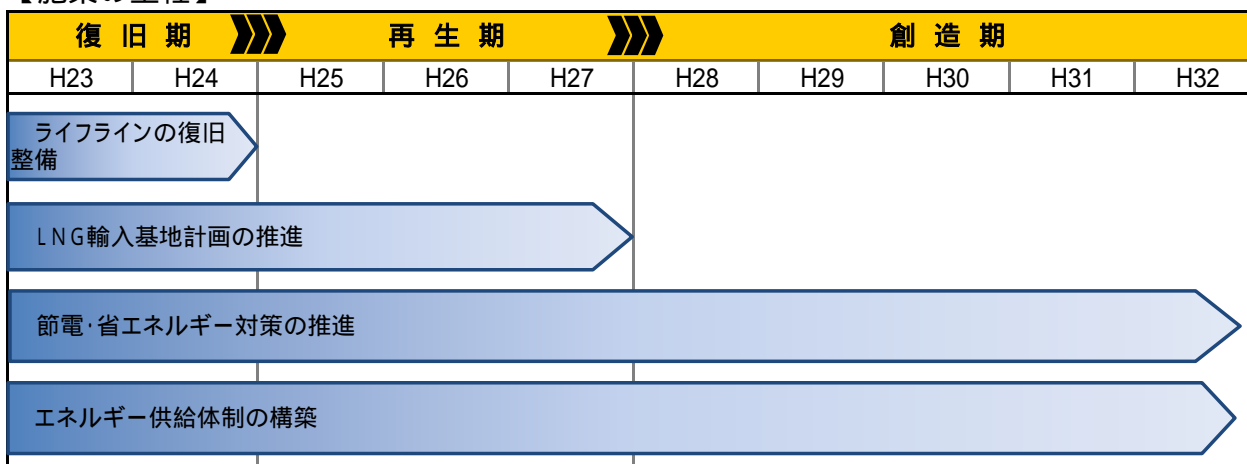 復旧期 再生期 創造期
H23 H24 H25 H26 H27 H28 H29 H30 H31 H32
ライフラインの復旧
整備
LNG輸入基地計画の推進
節電・省エネルギー対策の推進
エネルギー供給体制の構築